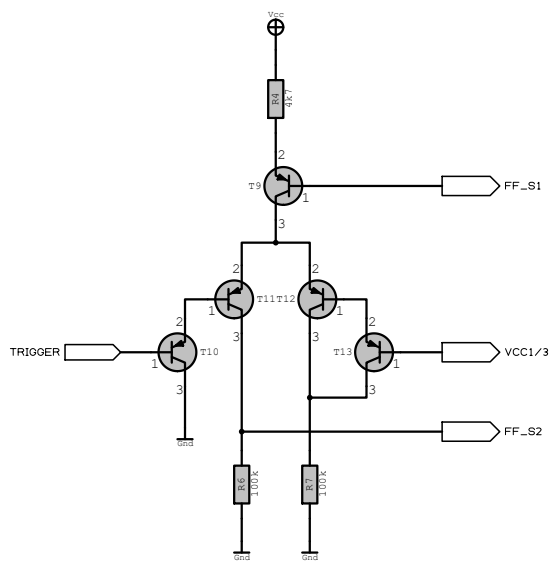 Vcc
R4
4k7
2
T9
1
FF_S1
3
2
2
T11
T12
1
1
2
3
3
2
TRIGGER
1
T10
T13
1
VCC1/3
3
3
Gnd
FF_S2
R6
100k
R7
100k
Gnd
Gnd